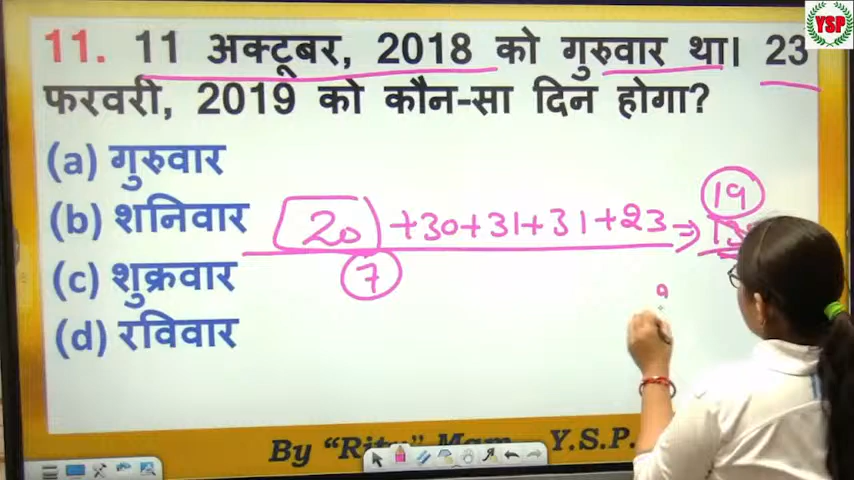 YSP
11. 11 अक्टूबर, 2018 को गुरुवार था। 23
फरवरी, 2019 को कौन-सा दिन होगा?
(a) गुरुवार
(b) शनिवार
(c) शुक्रवार
(d) रविवार
19
20 +30+31+31+23 ⇒
7
By “Ritu” Mam Y.S.P.